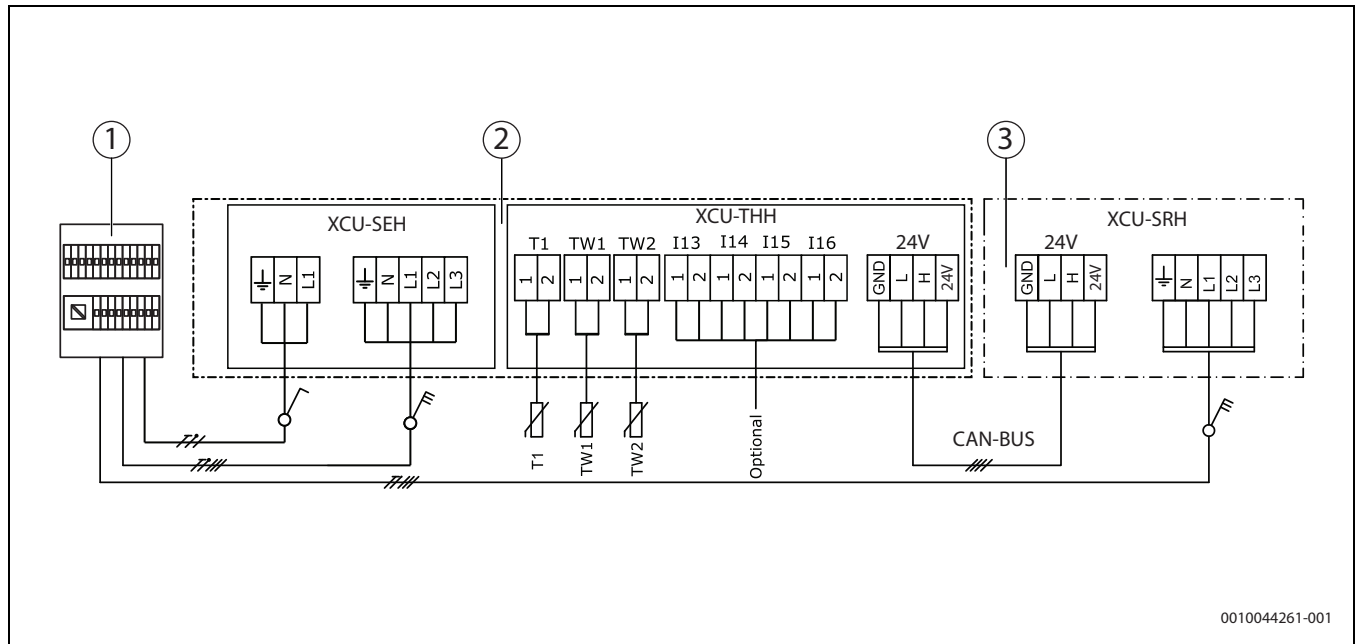 1
2
3
XCU-SEH
XCU-THH
XCU-SRH
T1 TW1 TW2 I13 I14 I15 I16
24V
24V
N L1
N L1 L2 L3
1 2 1 2 1 2
1 2 1 2 1 2 1 2
GND L H 24V
GND L H 24V
N L1 L2 L3
T1
TW1
TW2
Optional
CAN-BUS
0010044261-001